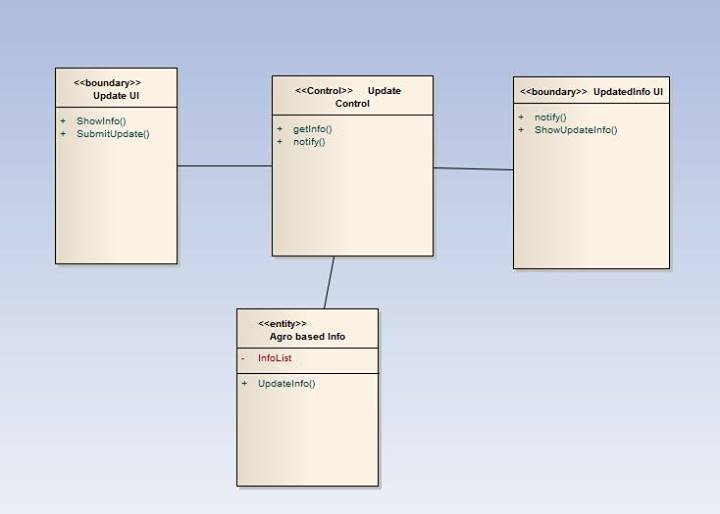 <<boundary>>
Update UI
+ ShowInfo()
+ SubmitUpdate()
<<Control>> Update
Control
+ getInfo()
+ notify()
<<boundary>> UpdatedInfo UI
+ notify()
+ ShowUpdateInfo()
<<entity>>
Agro based Info
- InfoList
+ UpdateInfo()